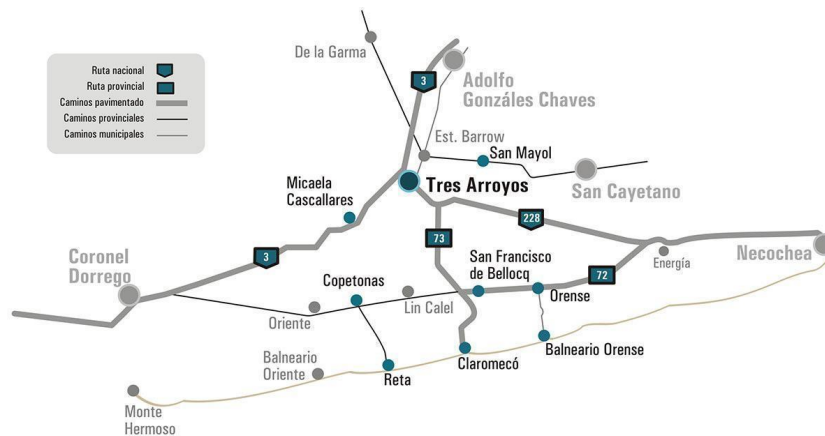 De la Garma
3
Adolfo
Gonzáles Chaves
Ruta nacional
Ruta provincial
Caminos pavimentado
Caminos provinciales
Caminos municipales
Est. Barrow
San Mayol
San Cayetano
Tres Arroyos
Micaela
Cascallares
228
73
3
Coronel
Dorrego
Necochea
Energía
San Francisco
de Bellocq
72
Copetonas
Orense
Oriente
Lin Calel
Balneario Orense
Balneario
Oriente
Reta
Claromecó
Monte
Hermoso